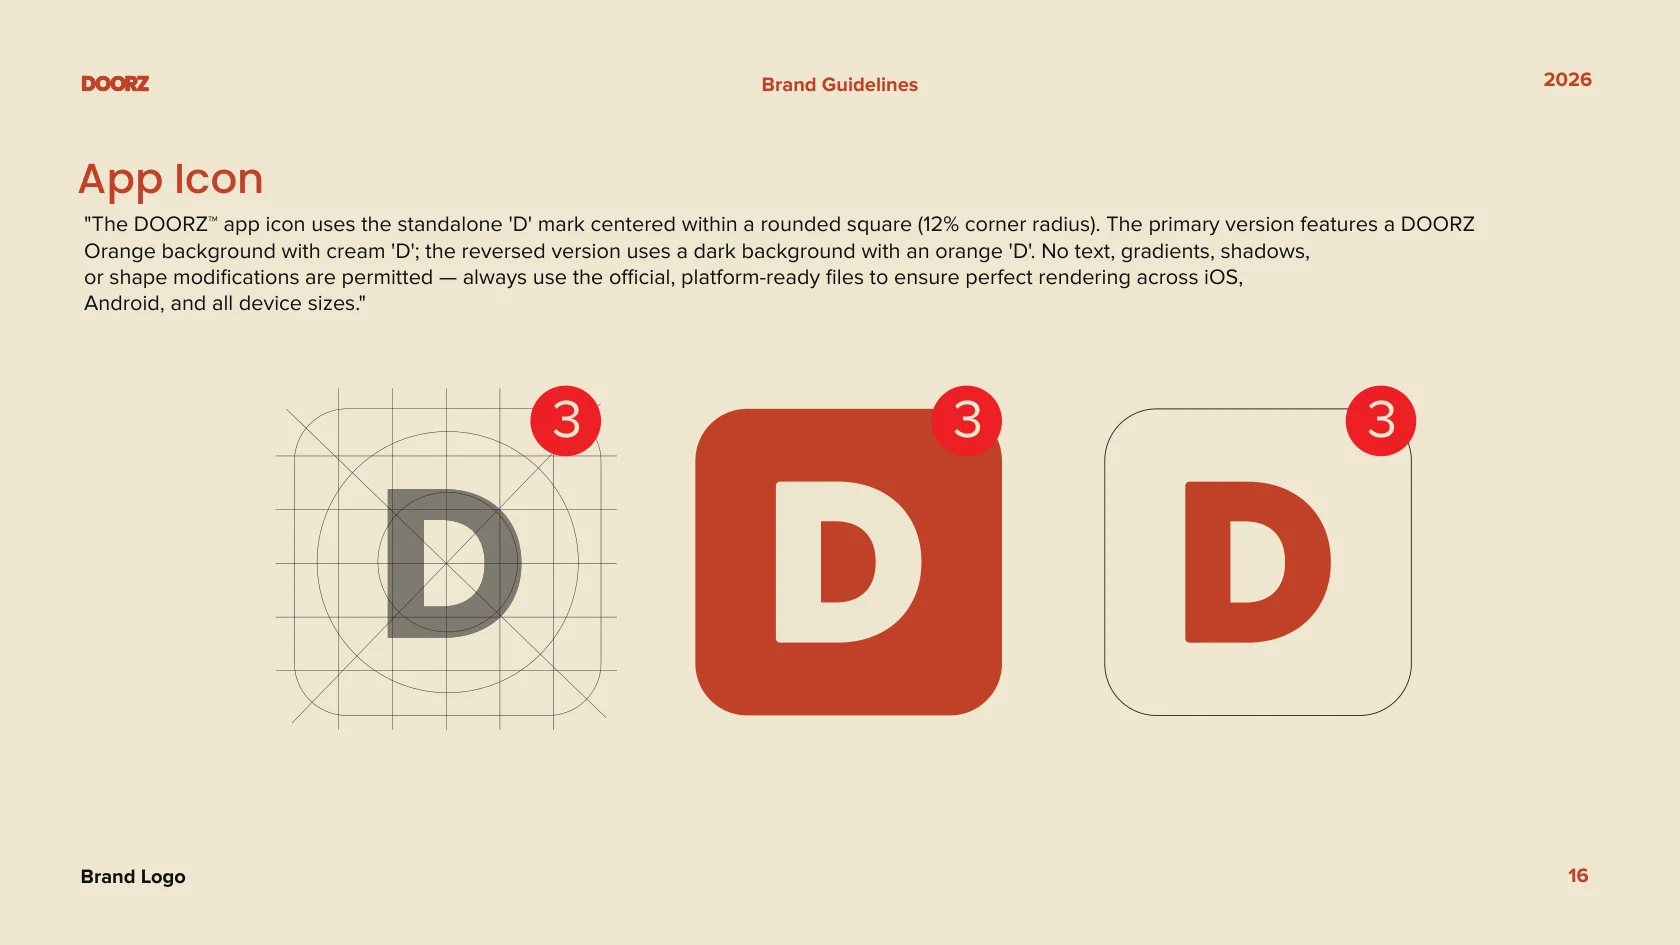 DOORZ
Brand Guidelines
2026
App Icon
"The DOORZ™ app icon uses the standalone 'D' mark centered within a rounded square (12% corner radius). The primary version features a DOORZ
Orange background with cream 'D'; the reversed version uses a dark background with an orange 'D'. No text, gradients, shadows,
or shape modifications are permitted — always use the official, platform-ready files to ensure perfect rendering across iOS,
Android, and all device sizes."
3
3
3
D
D
D
Brand Logo
16